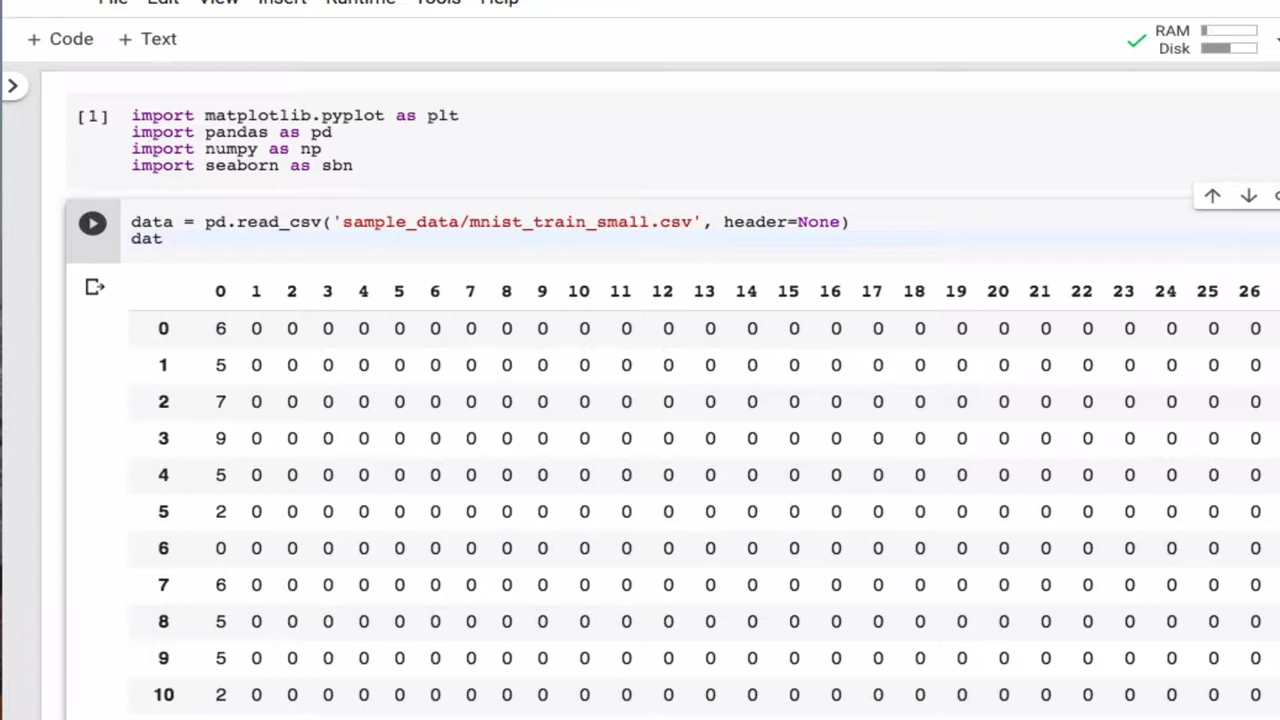 File Edit View Insert Runtime Tools Help
+ Code + Text
RAM
Disk
[1] import matplotlib.pyplot as plt
import pandas as pd
import numpy as np
import seaborn as sbn
data = pd.read_csv('sample_data/mnist_train_small.csv', header=None)
dat
0 1 2 3 4 5 6 7 8 9 10 11 12 13 14 15 16 17 18 19 20 21 22 23 24 25 26
0 6 0 0 0 0 0 0 0 0 0 0 0 0 0 0 0 0 0 0 0 0 0 0 0 0 0 0
1 5 0 0 0 0 0 0 0 0 0 0 0 0 0 0 0 0 0 0 0 0 0 0 0 0 0 0
2 7 0 0 0 0 0 0 0 0 0 0 0 0 0 0 0 0 0 0 0 0 0 0 0 0 0 0
3 9 0 0 0 0 0 0 0 0 0 0 0 0 0 0 0 0 0 0 0 0 0 0 0 0 0 0
4 5 0 0 0 0 0 0 0 0 0 0 0 0 0 0 0 0 0 0 0 0 0 0 0 0 0 0
5 2 0 0 0 0 0 0 0 0 0 0 0 0 0 0 0 0 0 0 0 0 0 0 0 0 0 0
6 0 0 0 0 0 0 0 0 0 0 0 0 0 0 0 0 0 0 0 0 0 0 0 0 0 0 0
7 6 0 0 0 0 0 0 0 0 0 0 0 0 0 0 0 0 0 0 0 0 0 0 0 0 0 0
8 5 0 0 0 0 0 0 0 0 0 0 0 0 0 0 0 0 0 0 0 0 0 0 0 0 0 0
9 5 0 0 0 0 0 0 0 0 0 0 0 0 0 0 0 0 0 0 0 0 0 0 0 0 0 0
10 2 0 0 0 0 0 0 0 0 0 0 0 0 0 0 0 0 0 0 0 0 0 0 0 0 0 0